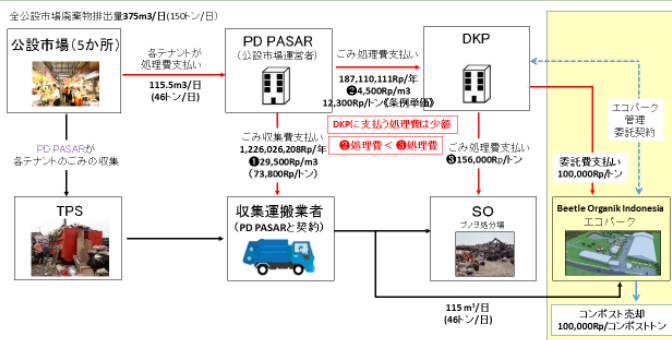 全公設市場廃棄物排出量375m3/日(150トン/日)
公設市場(5か所)
各テナントが
処理費支払い
115.5m3/日
(46トン/日)
PD PASAR
(公設市場運営者)
ごみ処理費支払い
187,110,111Rp/年
❷4,500Rp/m3
12,300Rp/トン《条例単価》
DKP
DKPに支払う処理費は少額
❷処理費 < ❸処理費
エコパーク
管理
委託契約
PD PASARが
各テナントのごみの収集
ごみ収集費支払い
1,226,026,208Rp/年
❶29,500Rp/m3
(73,800Rp/トン)
ごみ処理費支払い
❸156,000Rp/トン
委託費支払い
100,000Rp/トン
TPS
収集運搬業者
(PD PASARと契約)
SO
ブノヨ処分場
Beetle Organik Indonesia
エコパーク
115 m³/日
(46トン/日)
コンポスト売却
100,000Rp/コンポストトン